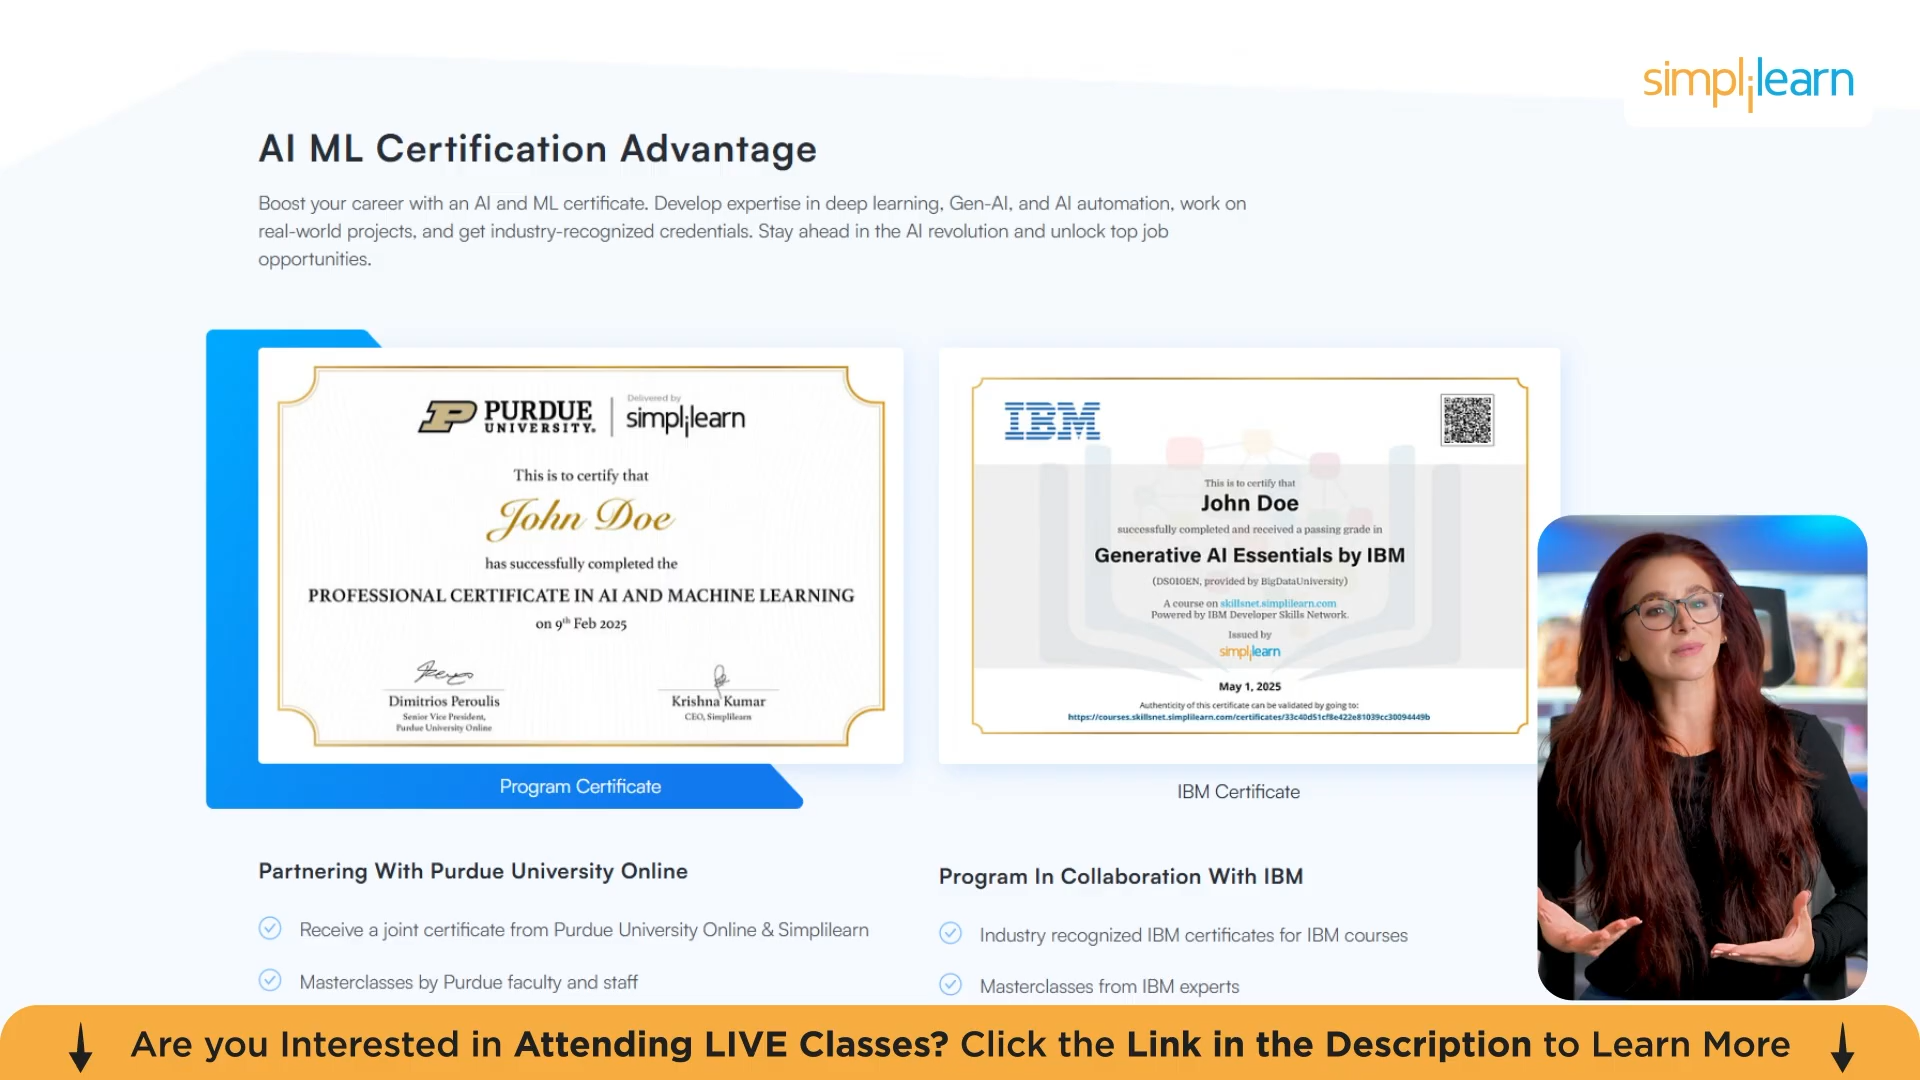 simplilearn
AI ML Certification Advantage
Boost your career with an AI and ML certificate. Develop expertise in deep learning, Gen-AI, and AI automation, work on
real-world projects, and get industry-recognized credentials. Stay ahead in the AI revolution and unlock top job
opportunities.
PURDUE
UNIVERSITY.
Delivered by
simplilearn
This is to certify that
John Doe
has successfully completed the
PROFESSIONAL CERTIFICATE IN AI AND MACHINE LEARNING
on 9th Feb 2025
Dimitrios Peroulis
Senior Vice President,
Purdue University Online
Krishna Kumar
CEO, Simplilearn
Program Certificate
IBM
This is to certify that
John Doe
successfully completed and received a passing grade in
Generative AI Essentials by IBM
(DS010EN, provided by BigDataUniversity)
A course on skillsnet.simplilearn.com
Powered by IBM Developer Skills Network.
Issued by
simplilearn
May 1, 2025
Authenticity of this certificate can be validated by going to:
https://courses.skillsnet.simplilearn.com/certificates/33c40d51cf8e422e81039cc30094449b
IBM Certificate
Partnering With Purdue University Online
Receive a joint certificate from Purdue University Online & Simplilearn
Masterclasses by Purdue faculty and staff
Program In Collaboration With IBM
Industry recognized IBM certificates for IBM courses
Masterclasses from IBM experts
Are you Interested in Attending LIVE Classes? Click the Link in the Description to Learn More